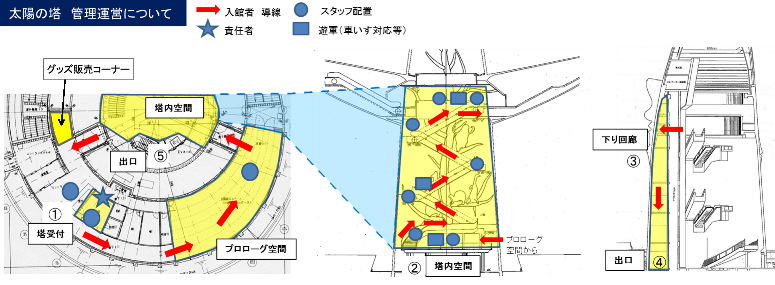 太陽の塔 管理運営について
入館者 導線
スタッフ配置
責任者
遊軍(車いす対応等)
グッズ販売コーナー
塔内空間
出口
⑤
①
塔受付
プロローグ空間
プロローグ
空間から
②
塔内空間
下り回廊
③
出口
④